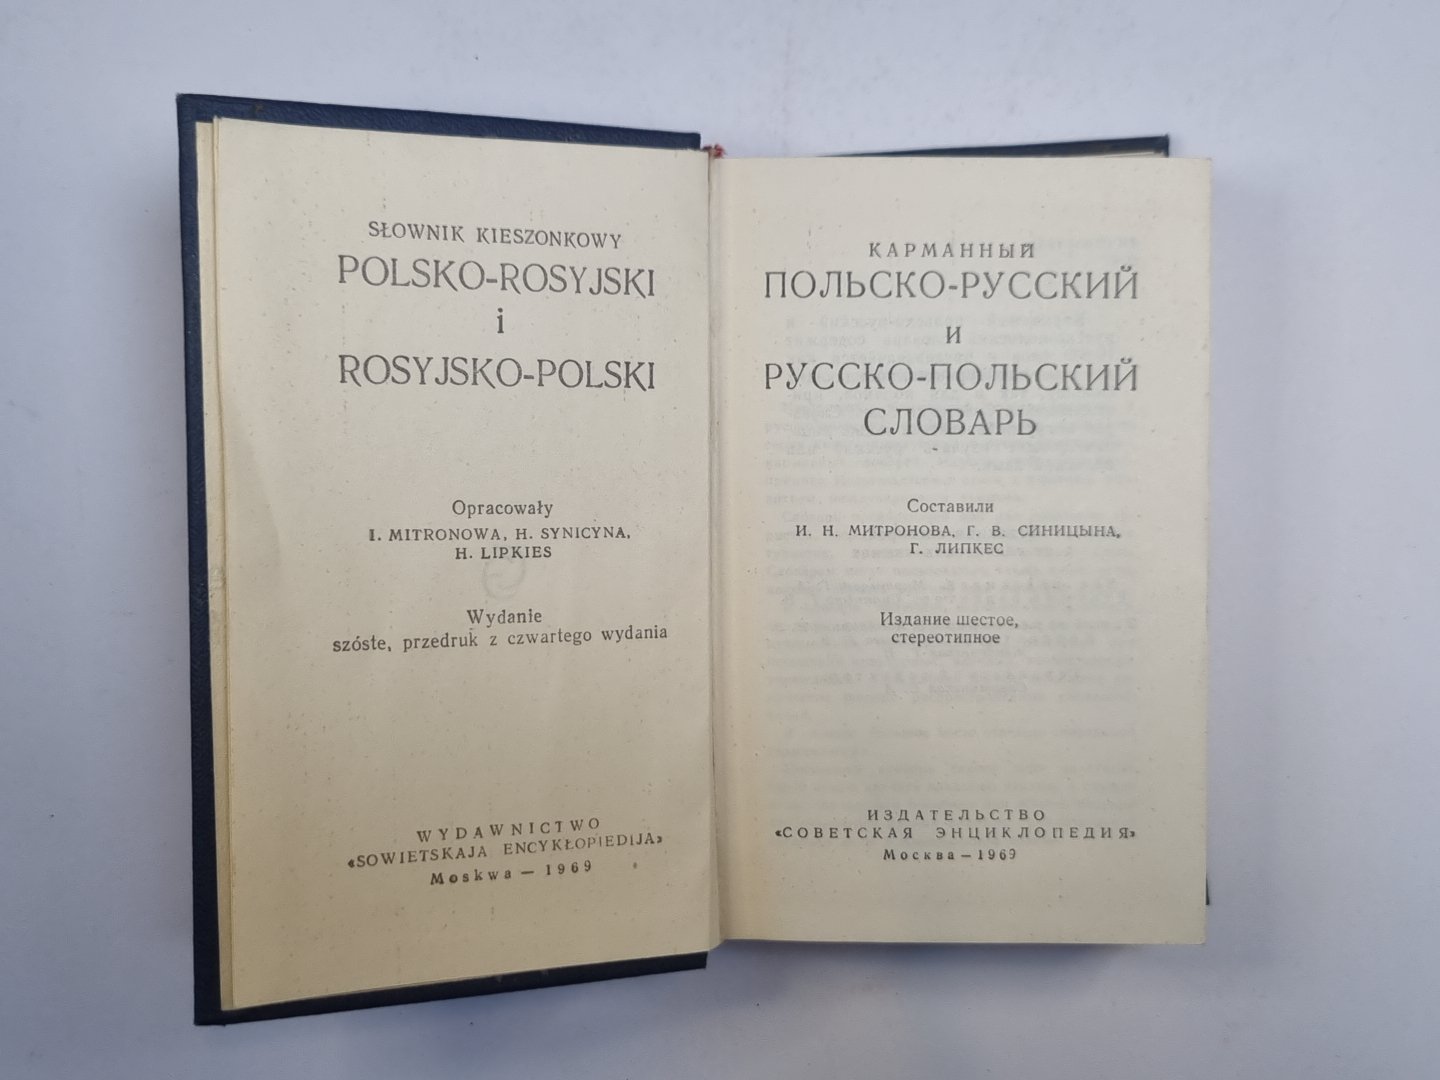 SŁOWNIK KIESZONKOWY
POLSKO-ROSYJSKI
i
ROSYJSKO-POLSKI
Opracowały
I. MITRONOWA, H. SYNICYNA,
H. LIPKIES
Wydanie
szóste, przedruk z czwartego wydania
WYDAWNICTWO
«SOWIETSKAJA ENCYKŁOPIEDIJA»
Moskwa — 1969
КАРМАННЫЙ
ПОЛЬСКО-РУССКИЙ
И
РУССКО-ПОЛЬСКИЙ
СЛОВАРЬ
Составили
И. Н. МИТРОНОВА, Г. В. СИНИЦЫНА,
Г. ЛИПКЕС
Издание шестое,
стереотипное
ИЗДАТЕЛЬСТВО
«СОВЕТСКАЯ ЭНЦИКЛОПЕДИЯ»
Москва — 1969